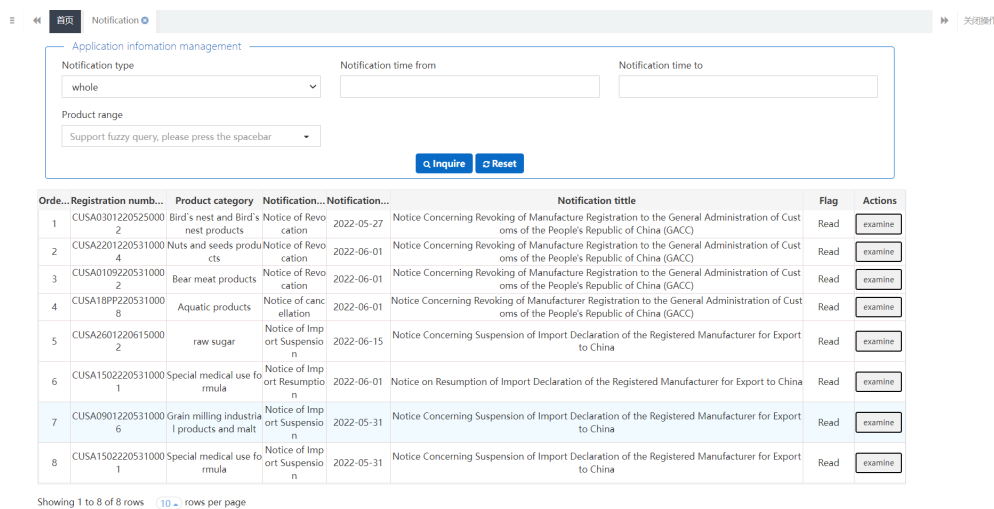 首页 Notification 关闭操作
Application infomation management
Notification type Notification time from Notification time to
whole
Product range
Support fuzzy query, please press the spacebar
Inquire Reset
Orde... Registration numb... Product category Notification... Notification... Notification tittle Flag Actions
1 CUSA0301220525000 2 Bird`s nest and Bird`s nest products Notice of Revo cation 2022-05-27 Notice Concerning Revoking of Manufacture Registration to the General Administration of Cust oms of the People's Republic of China (GACC) Read examine
2 CUSA2201220531000 4 Nuts and seeds produ cts Notice of Revo cation 2022-06-01 Notice Concerning Revoking of Manufacture Registration to the General Administration of Cust oms of the People's Republic of China (GACC) Read examine
3 CUSA0109220531000 2 Bear meat products Notice of Revo cation 2022-06-01 Notice Concerning Revoking of Manufacture Registration to the General Administration of Cust oms of the People's Republic of China (GACC) Read examine
4 CUSA18PP220531000 8 Aquatic products Notice of canc ellation 2022-06-01 Notice Concerning Revoking of Manufacturer Registration to the General Administration of Cust oms of the People's Republic of China (GACC) Read examine
5 CUSA2601220615000 2 raw sugar Notice of Imp ort Suspensio n 2022-06-15 Notice Concerning Suspension of Import Declaration of the Registered Manufacturer for Export to China Read examine
6 CUSA1502220531000 1 Special medical use fo rmula Notice of Imp ort Resumptio n 2022-06-01 Notice on Resumption of Import Declaration of the Registered Manufacturer for Export to China Read examine
7 CUSA0901220531000 6 Grain milling industria l products and malt Notice of Imp ort Suspensio n 2022-05-31 Notice Concerning Suspension of Import Declaration of the Registered Manufacturer for Export to China Read examine
8 CUSA1502220531000 1 Special medical use fo rmula Notice of Imp ort Suspensio n 2022-05-31 Notice Concerning Suspension of Import Declaration of the Registered Manufacturer for Export to China Read examine
Showing 1 to 8 of 8 rows 10 rows per page